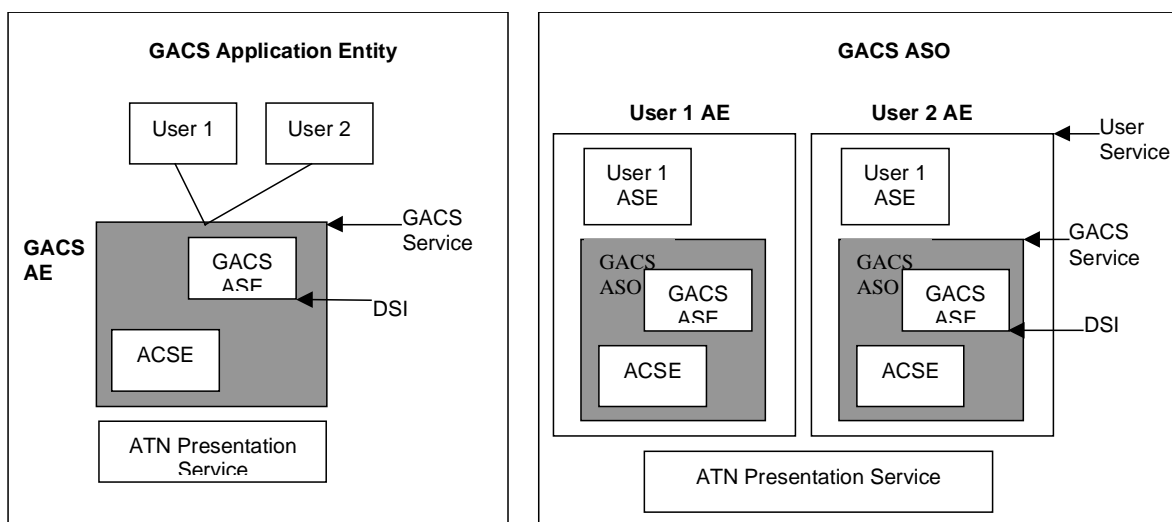 GACS Application Entity
User 1
User 2
GACS
Service
GACS
AE
GACS
ASE
DSI
ACSE
ATN Presentation
Service
GACS ASO
User 1 AE
User 2 AE
User
Service
User 1
ASE
User 1
ASE
GACS
Service
GACS
ASO
GACS
ASE
GACS
ASO
GACS
ASE
DSI
ACSE
ACSE
ATN Presentation Service